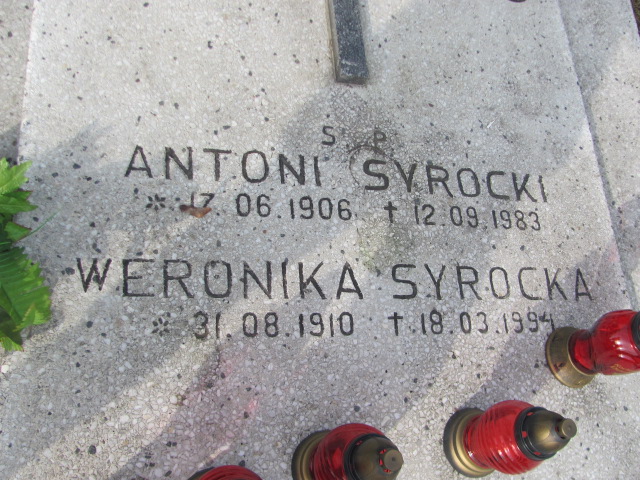 S P
ANTONI SYROCKI
* 17 06 1906 † 12 09 1983
WERONIKA SYROCKA
* 31 08 1910 † 18.03 1994